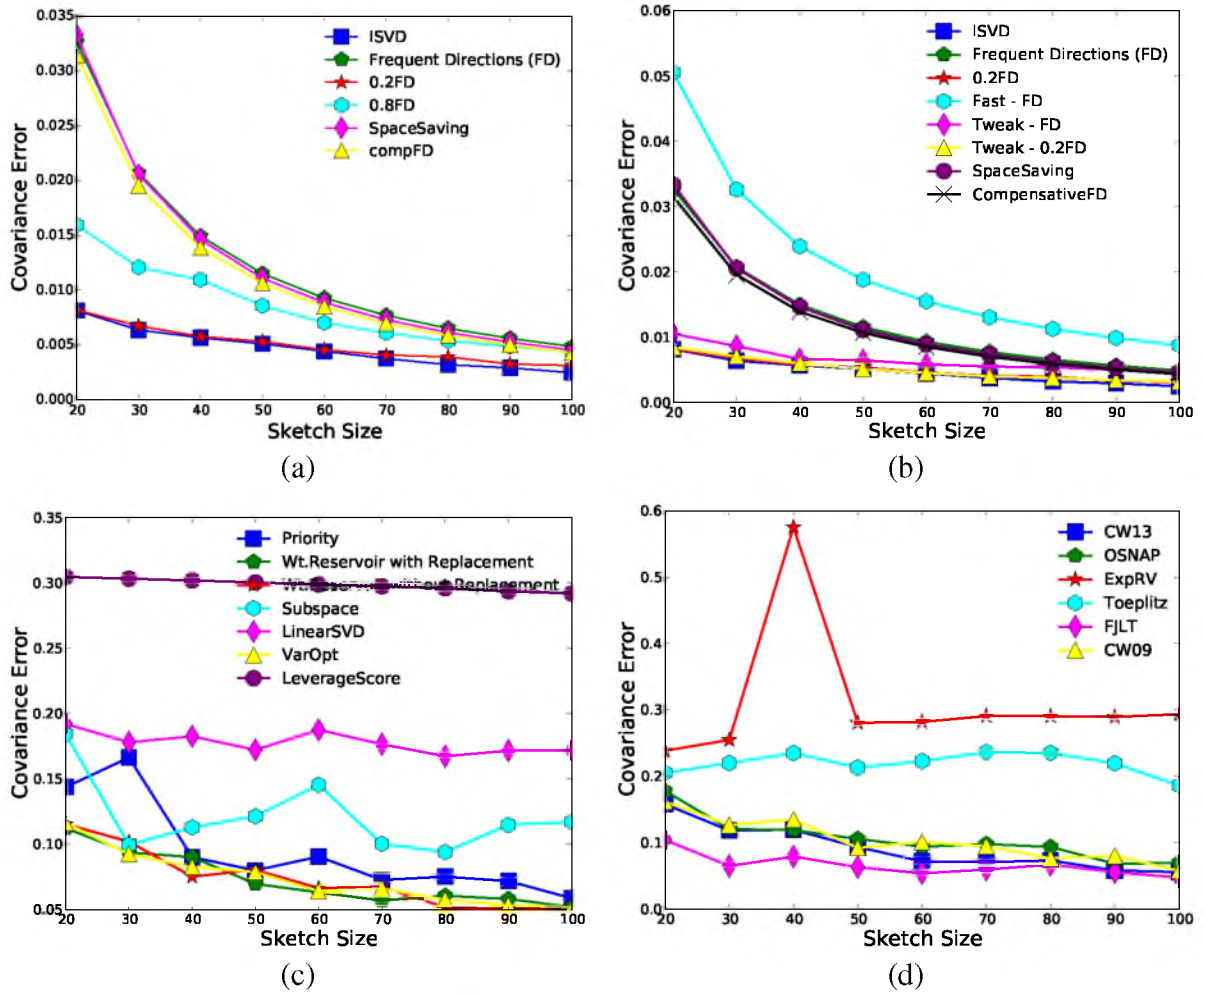 0.035
0.030
0.025
0.020
0.015
0.010
0.005
0.000
Covariance Error
ISVD
Frequent Directions (FD)
0.2FD
0.8FD
SpaceSaving
compFD
20 30 40 50 60 70 80 90 100
Sketch Size
(a)
0.06
0.05
0.04
0.03
0.02
0.01
0.00
Covariance Error
ISVD
Frequent Directions (FD)
0.2FD
Fast - FD
Tweak - FD
Tweak - 0.2FD
SpaceSaving
CompensativeFD
20 30 40 50 60 70 80 90 100
Sketch Size
(b)
0.35
0.30
0.25
0.20
0.15
0.10
0.05
Covariance Error
Priority
Wt.Reservoir with Replacement
Replacement
Subspace
LinearSVD
VarOpt
LeverageScore
20 30 40 50 60 70 80 90 100
Sketch Size
(c)
0.6
0.5
0.4
0.3
0.2
0.1
0.0
Covariance Error
CW13
OSNAP
ExpRV
Toeplitz
FJLT
CW09
20 30 40 50 60 70 80 90 100
Sketch Size
(d)